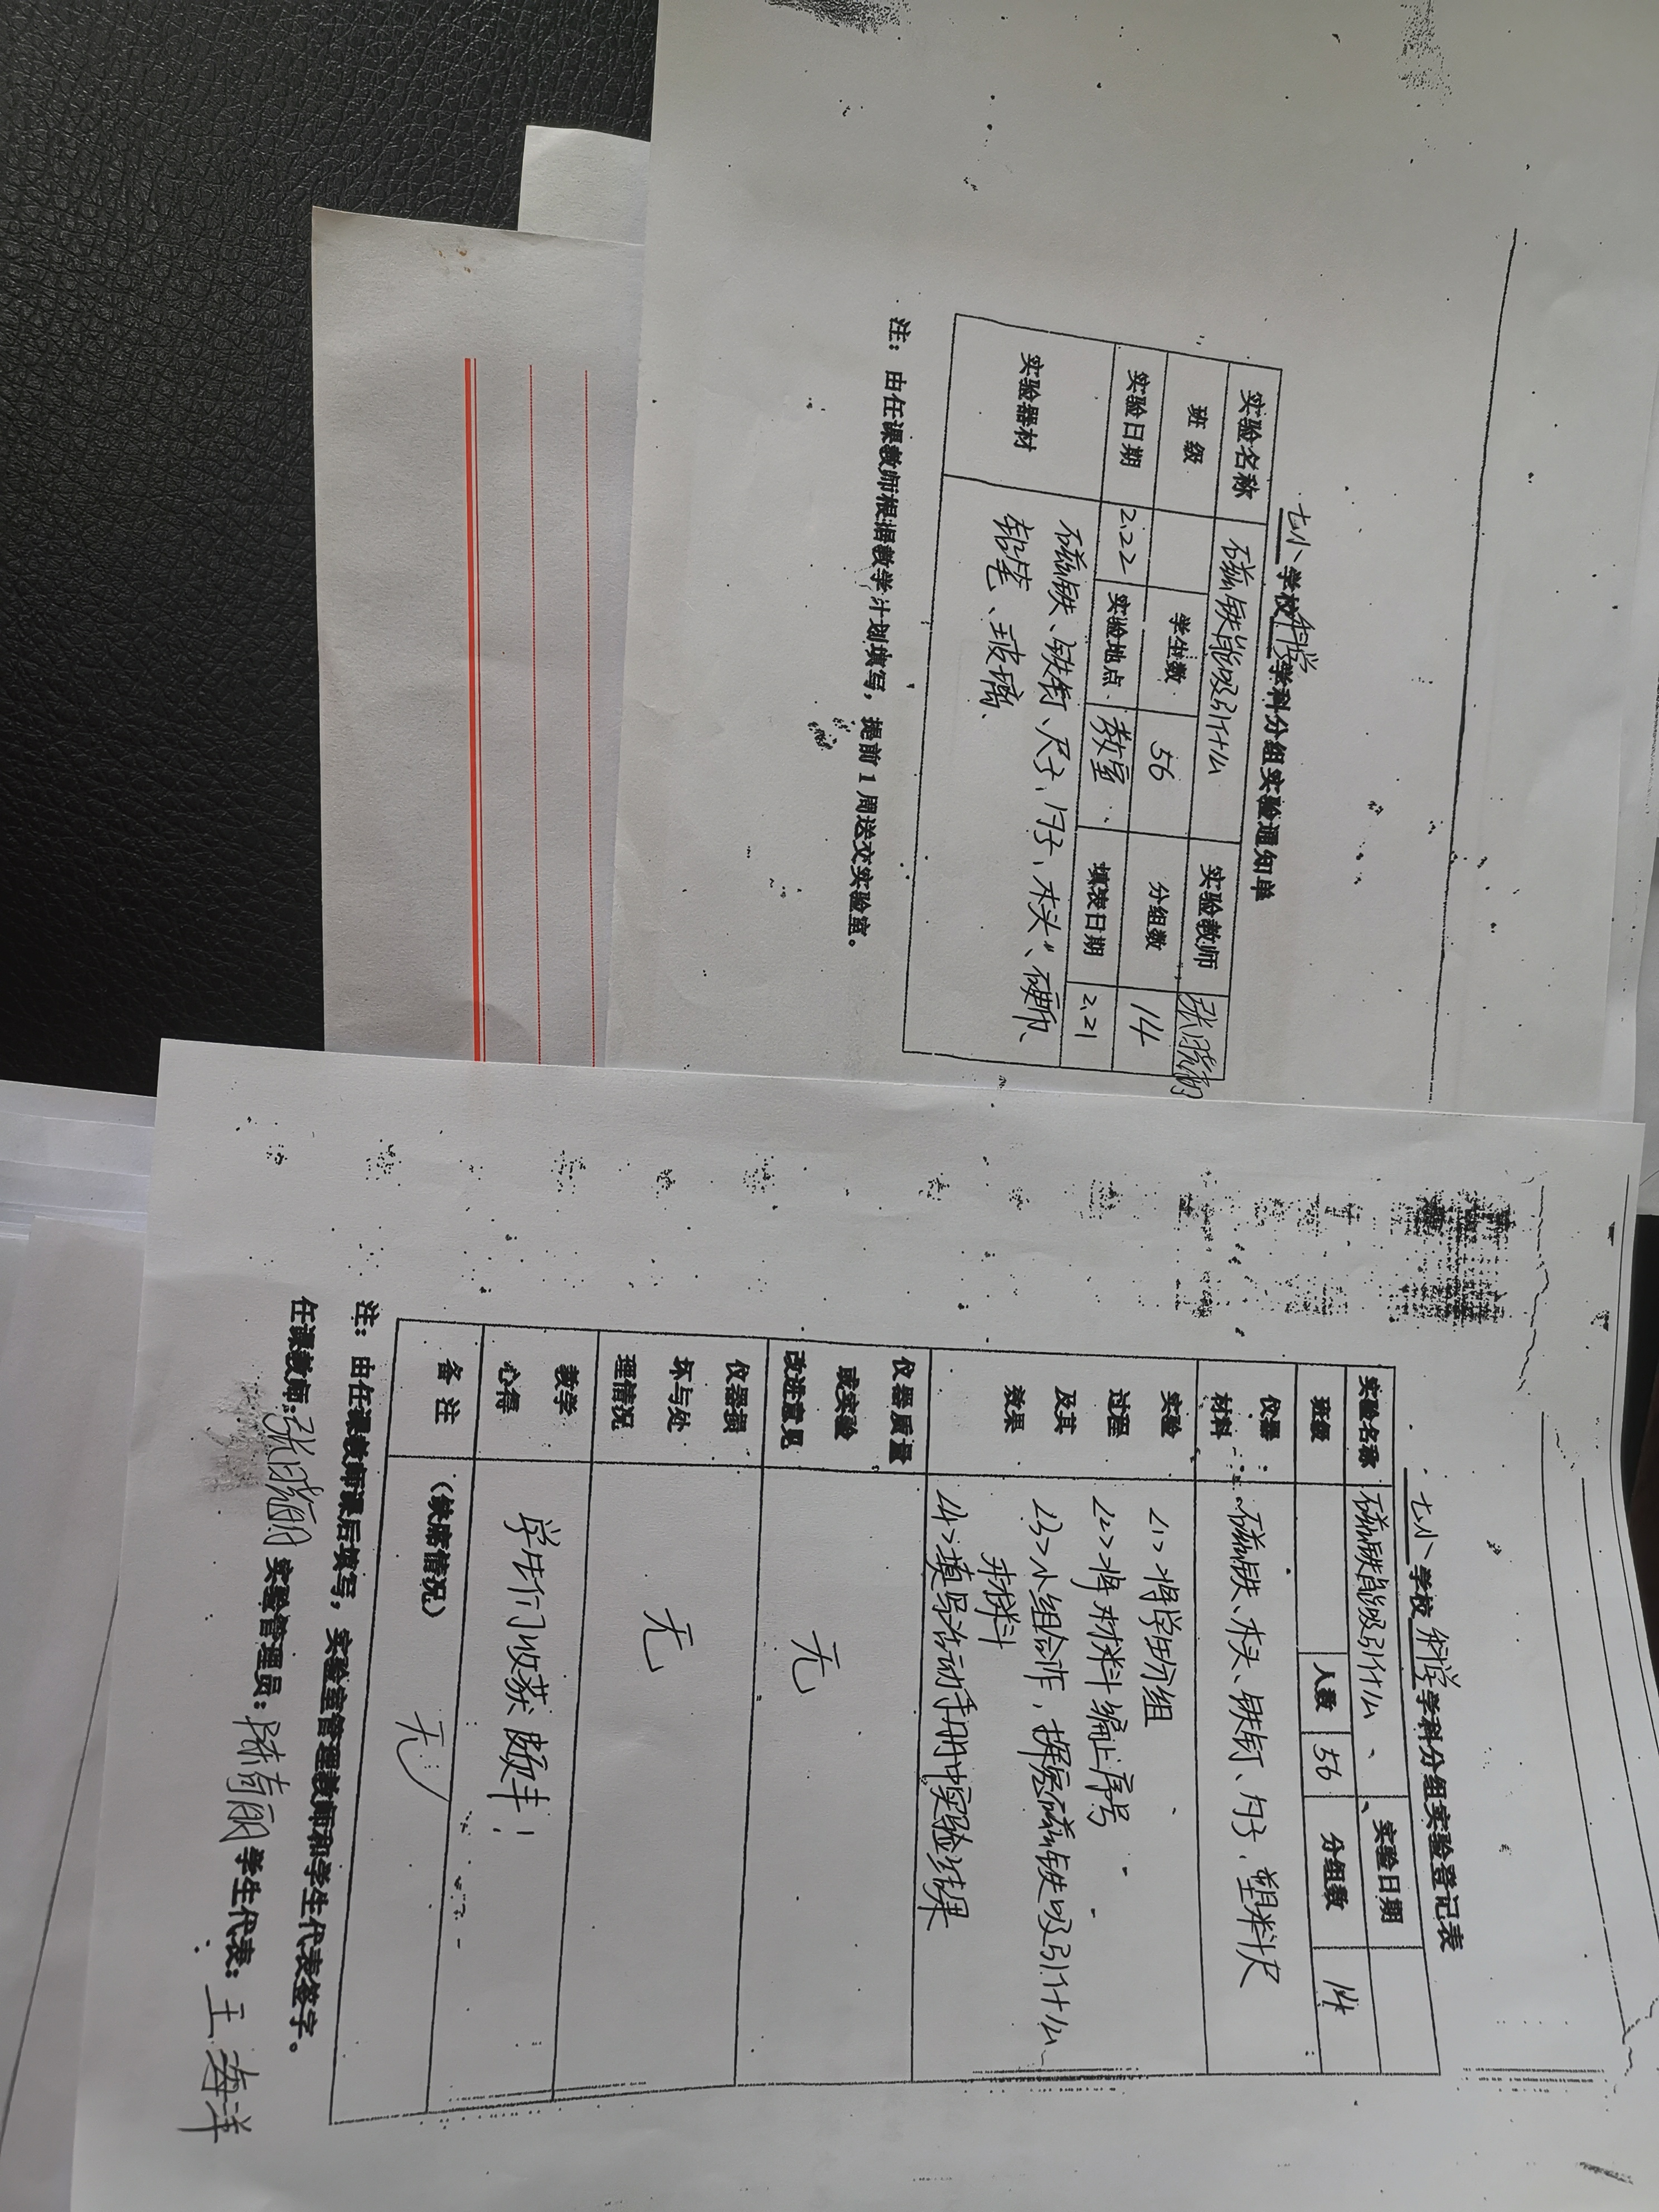 七小学校科学学科分组实验通知单
实验名称 磁铁能吸引什么 实验教师 张晓丽
班级 学生数 56 分组数 14
实验日期 2.22 实验地点 教室 填表日期 2.21
实验器材 磁铁、铁钉、尺子、勺子、木头、硬币、
铅笔、玻璃、
注：由任课教师根据教学计划填写，提前1周送交实验室。
七小学校科学学科分组实验登记表
实验名称 磁铁能吸引什么 实验日期
班级 人数 56 分组数 14
仪器材料 磁铁、木头、铁钉、勺子、塑料尺
实验过程及其效果 <1>将学生分组
<2>将材料编上序号
<3>小组合作，探究磁铁吸引什么
材料
<4>填写活动手册中实验结果
仪器质量或实验改进意见 无
仪器损坏与处理情况 无
教学心得 学生们收获颇丰！
备注 （缺席情况） 无
注：由任课教师课后填写，实验室管理教师和学生代表签字。
任课教师：张晓丽 实验管理员：陈青丽 学生代表：王海洋